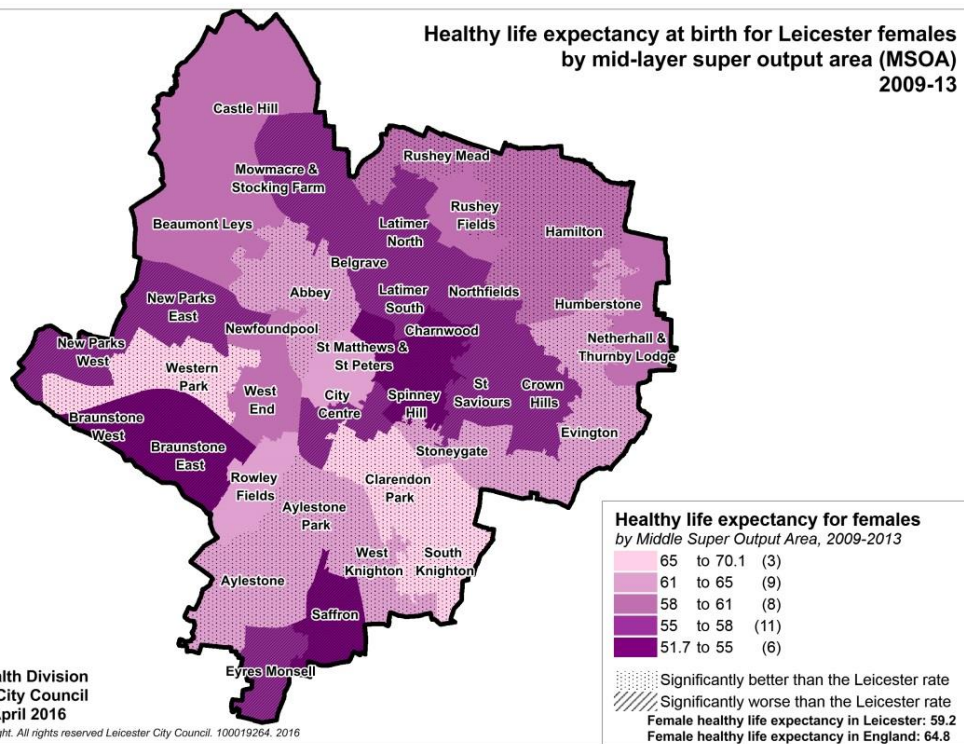 Healthy life expectancy at birth for Leicester females
by mid-layer super output area (MSOA)
2009-13
Castle Hill
Rushey Mead
Mowmacre &
Stocking Farm
Beaumont Leys
Rushey
Fields
Latimer
North
Hamilton
Belgrave
Abbey
Latimer
South
Northfields
New Parks
East
Humberstone
Newfoundpool
Charnwood
Netherhall &
Thurnby Lodge
New Parks
West
St Matthews &
St Peters
Western
Park
West
End
City
Centre
Spinney
Hill
St
Saviours
Crown
Hills
Braunstone
West
Evington
Braunstone
East
Stoneygate
Rowley
Fields
Clarendon
Park
Aylestone
Park
West
Knighton
South
Knighton
Aylestone
Saffron
Eyres Monsell
Healthy life expectancy for females
by Middle Super Output Area, 2009-2013
65 to 70.1 (3)
61 to 65 (9)
58 to 61 (8)
55 to 58 (11)
51.7 to 55 (6)
Significantly better than the Leicester rate
Significantly worse than the Leicester rate
Female healthy life expectancy in Leicester: 59.2
Female healthy life expectancy in England: 64.8
alth Division
City Council
April 2016
ght. All rights reserved Leicester City Council. 100019264. 2016